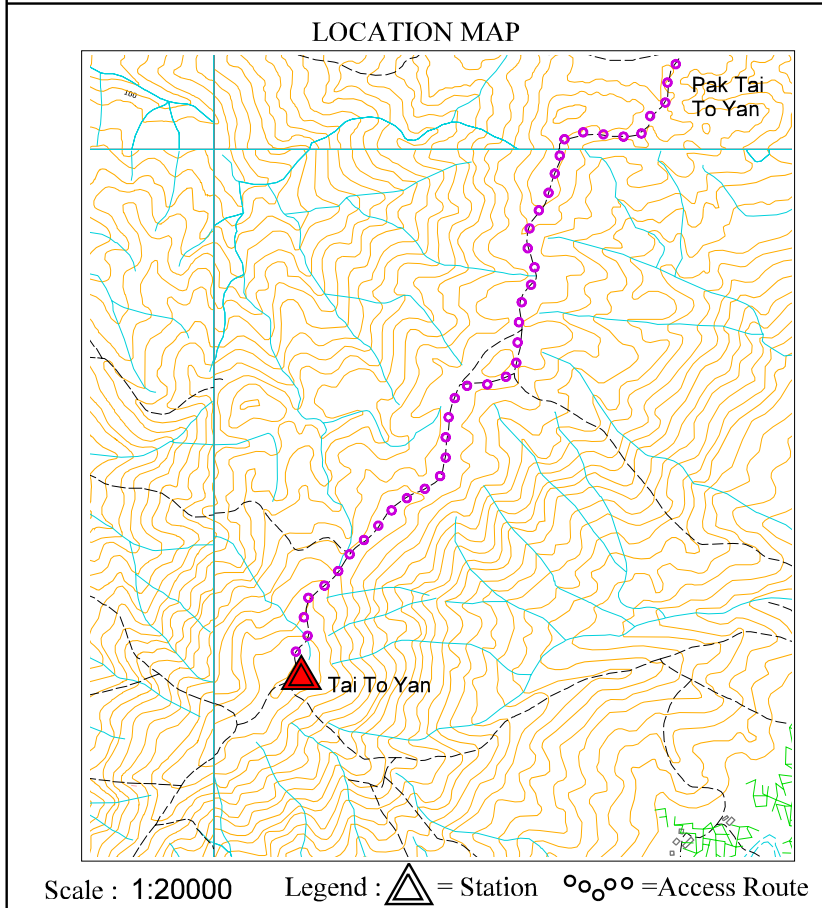 LOCATION MAP
Pak Tai
To Yan
100
Tai To Yan
Scale : 1:20000 Legend : = Station =Access Route